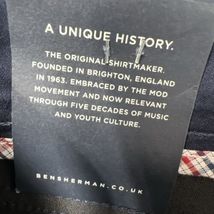 A UNIQUE HISTORY.
THE ORIGINAL SHIRTMAKER.
FOUNDED IN BRIGHTON, ENGLAND
IN 1963. EMBRACED BY THE MOD
MOVEMENT AND NOW RELEVANT
THROUGH FIVE DECADES OF MUSIC
AND YOUTH CULTURE.
BENSHERMAN.CO.UK